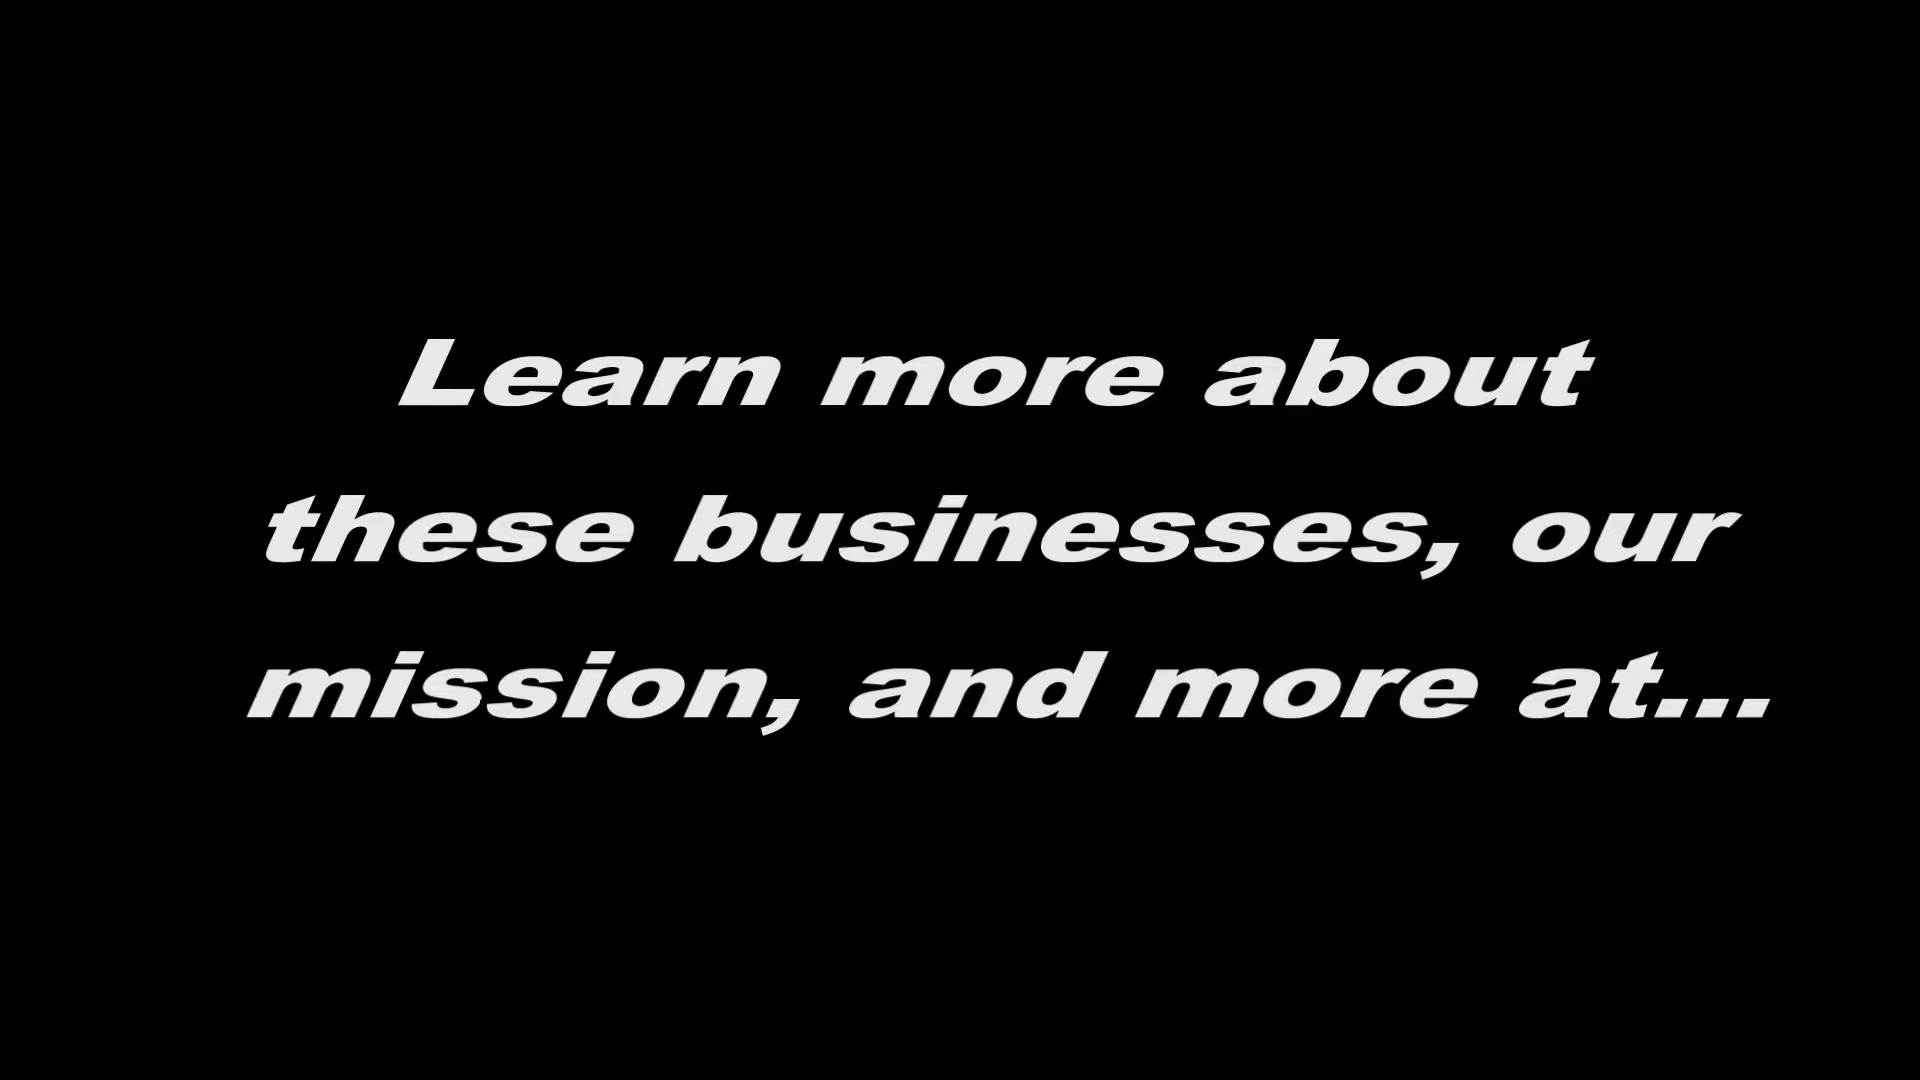 Learn more about
these businesses, our
mission, and more at...